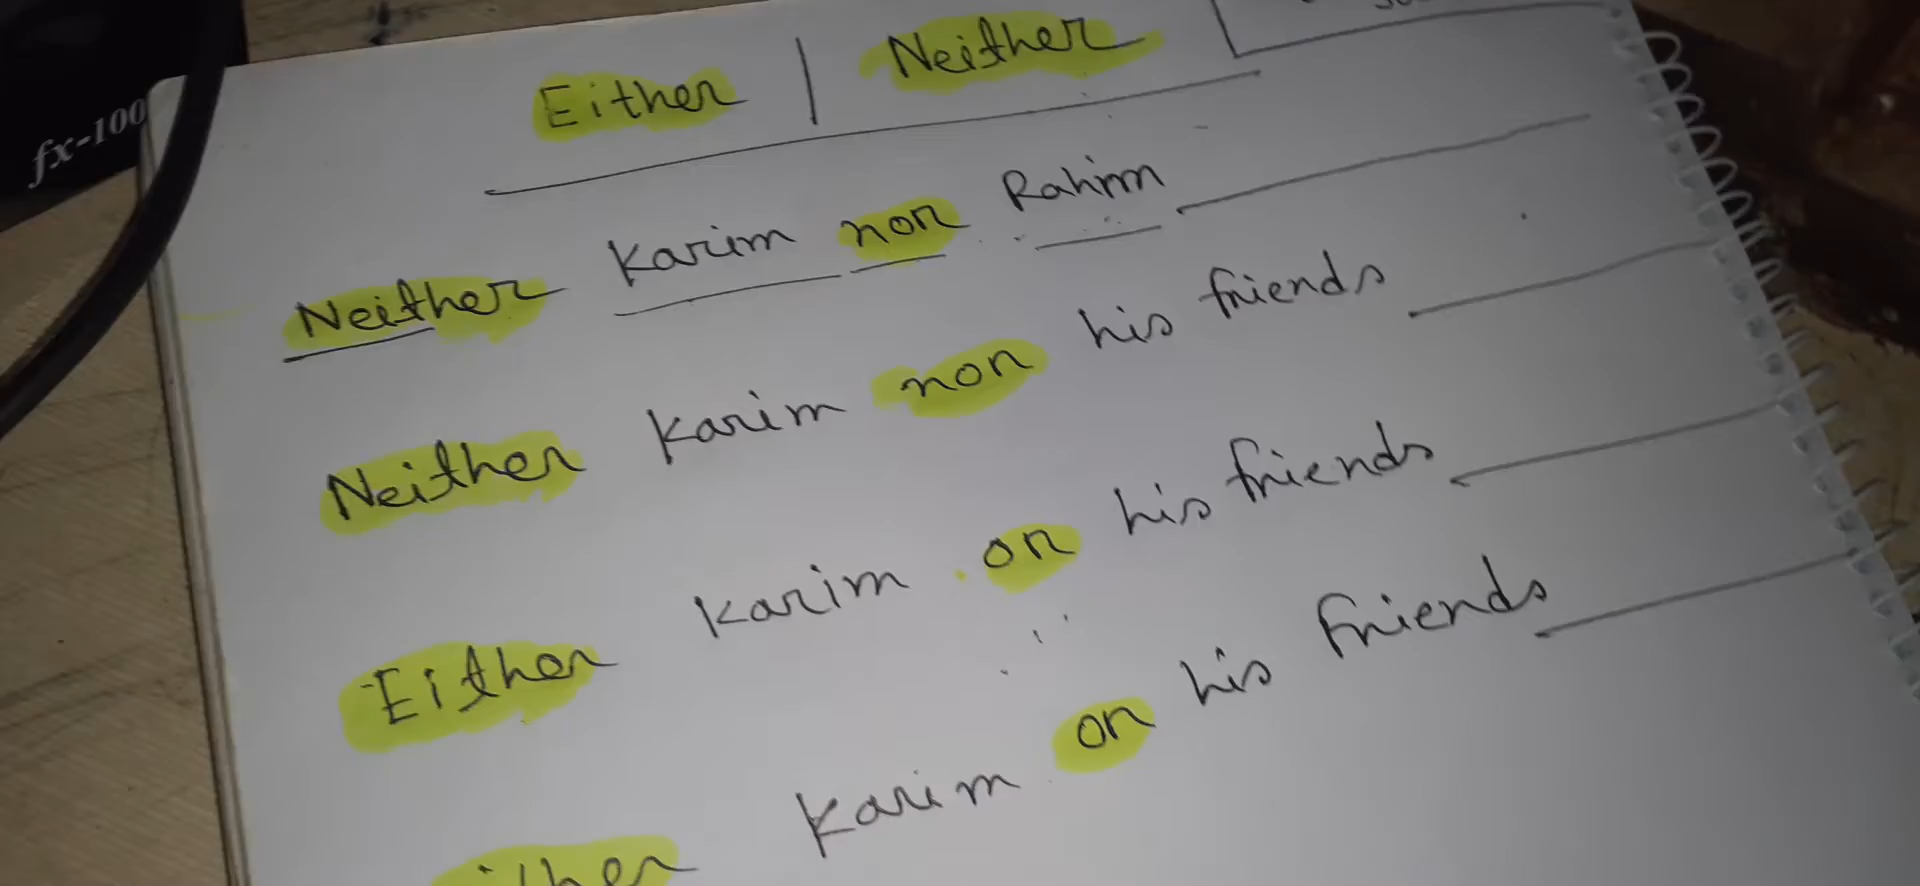 fx-100
Either | Neither
Neither Karim nor Rahim
Neither Karim nor his friends
Either Karim or his friends
Karim or his friends